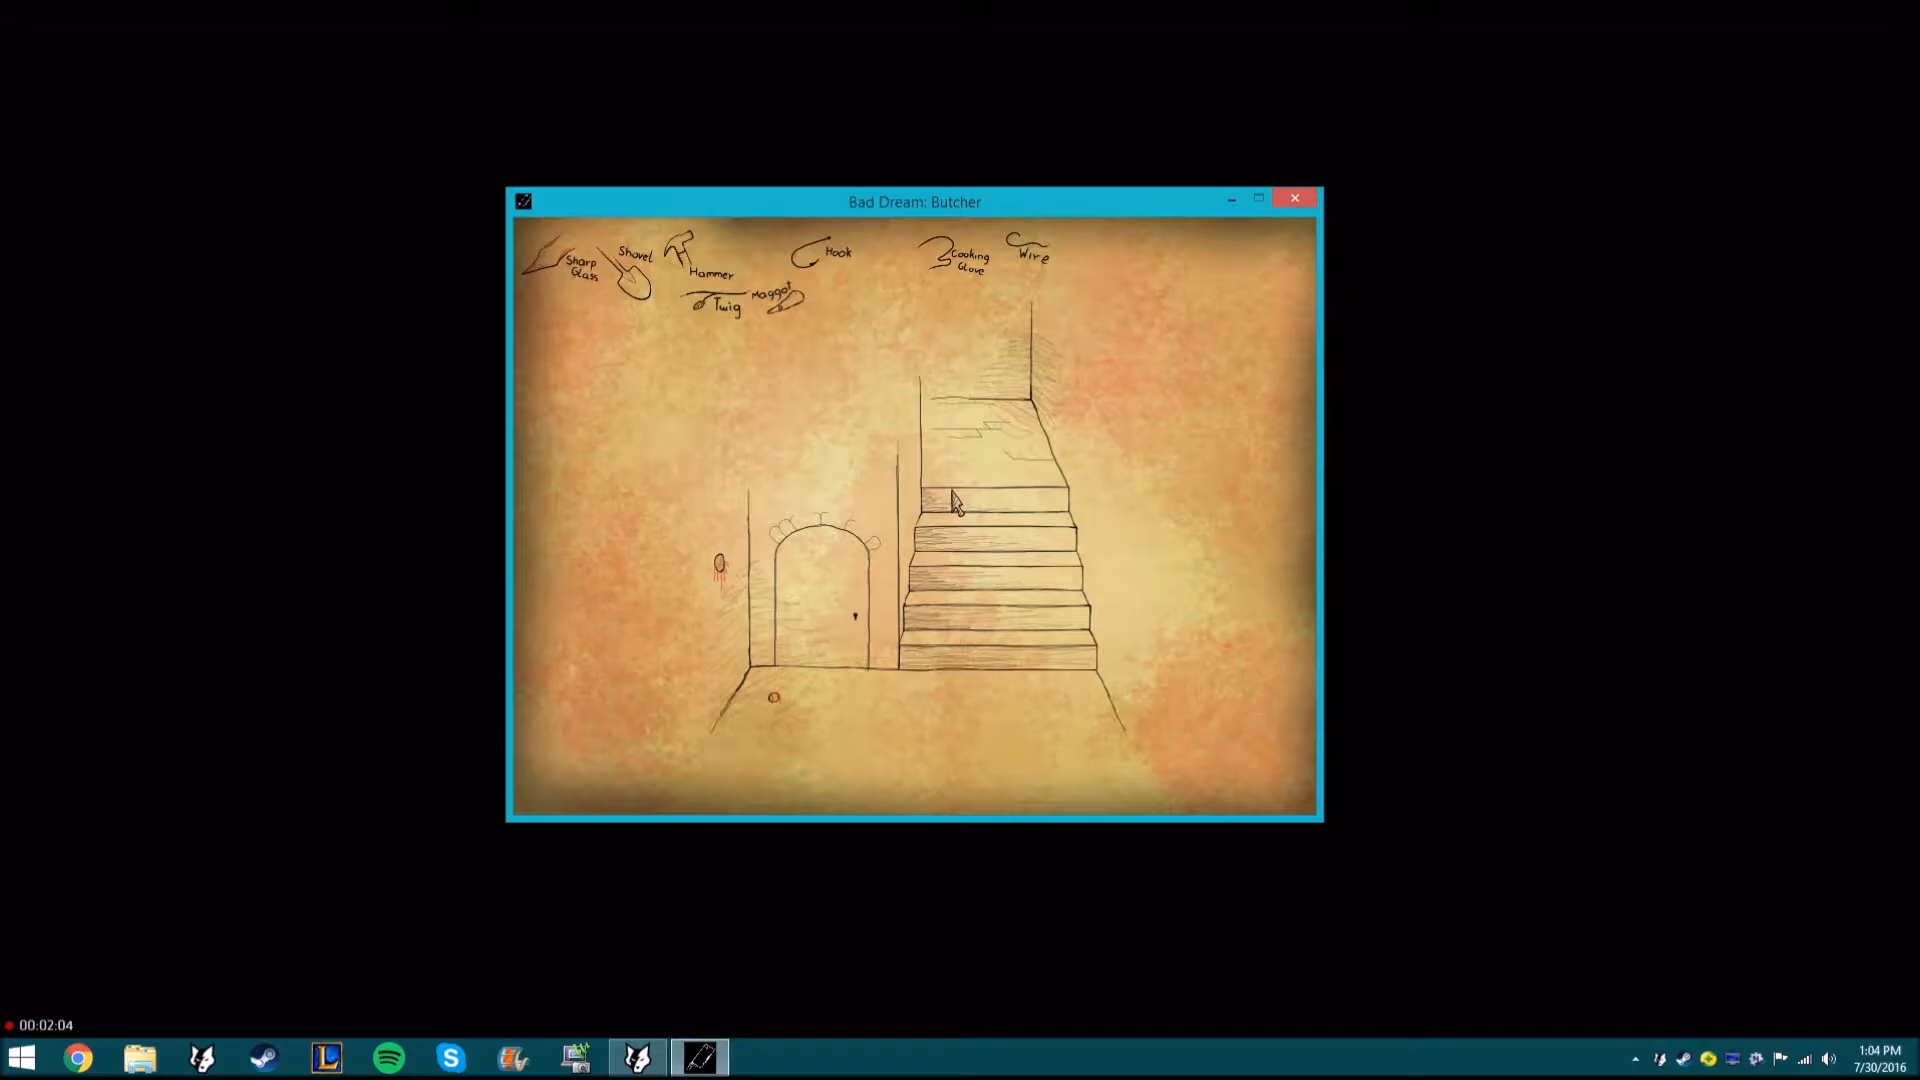 Bad Dream: Butcher
Sharp
Glass
Shovel
Hammer
Twig
Maggot
Hook
Cooking
Glove
Wire
00:02:04
1:04 PM
7/30/2016